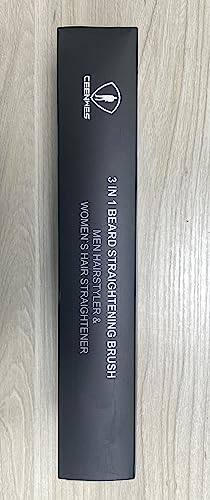 CEENWES
3 IN 1 BEARD STRAIGHTENING BRUSH
MEN HAIRSTYLER &
WOMEN'S HAIR STRAIGHTENER